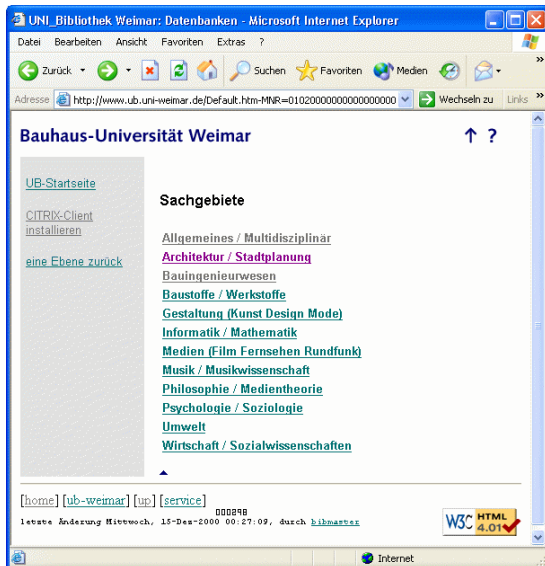 UNI_Bibliothek Weimar: Datenbanken - Microsoft Internet Explorer
Datei Bearbeiten Ansicht Favoriten Extras ?
Zurück Suchen Favoriten Medien »
Adresse http://www.ub.uni-weimar.de/Default.htm-MNR=01020000000000000000 Wechseln zu Links »
Bauhaus-Universität Weimar ↑ ?
UB-Startseite
Sachgebiete
CITRIX-Client
installieren
eine Ebene zurück
Allgemeines / Multidisziplinär
Architektur / Stadtplanung
Bauingenieurwesen
Baustoffe / Werkstoffe
Gestaltung (Kunst Design Mode)
Informatik / Mathematik
Medien (Film Fernsehen Rundfunk)
Musik / Musikwissenschaft
Philosophie / Medientheorie
Psychologie / Soziologie
Umwelt
Wirtschaft / Sozialwissenschaften
[home] [ub-weimar] [up] [service]
000298
letzte Änderung Mittwoch, 15-Dez-2000 00:27:09, durch bibmaster
W3C HTML 4.01
Internet